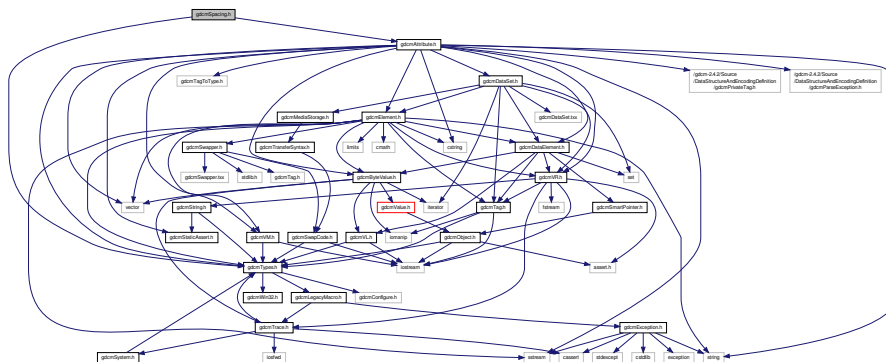 gdcmSpacing.h
gdcmAttribute.h
gdcmTagToType.h
gdcmDataSet.h
/gdcm-2.4.2/Source
/DataStructureAndEncodingDefinition
/gdcmPrivateTag.h
/gdcm-2.4.2/Source
/DataStructureAndEncodingDefinition
/gdcmParseException.h
gdcmMediaStorage.h
gdcmElement.h
gdcmDataSet.txx
gdcmSwapper.h
gdcmTransferSyntax.h
limits
cmath
cstring
gdcmDataElement.h
gdcmSwapper.txx
stdlib.h
gdcmTag.h
gdcmByteValue.h
gdcmVR.h
set
vector
gdcmString.h
gdcmValue.h
iterator
gdcmTag.h
fstream
gdcmSmartPointer.h
gdcmStaticAssert.h
gdcmVM.h
gdcmSwapCode.h
gdcmVL.h
iomanip
gdcmObject.h
gdcmTypes.h
iostream
assert.h
gdcmWin32.h
gdcmLegacyMacro.h
gdcmConfigure.h
gdcmTrace.h
gdcmException.h
gdcmSystem.h
iosfwd
sstream
cassert
stdexcept
cstdlib
exception
string